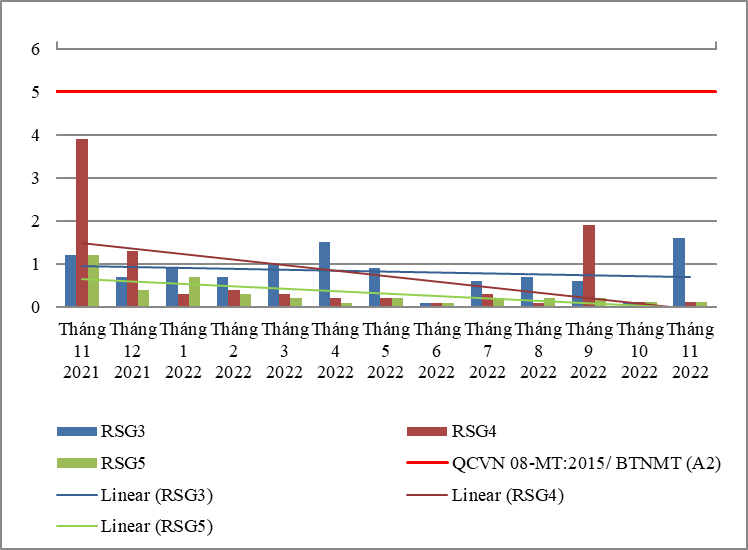 6
5
4
3
2
1
0
Tháng Tháng Tháng Tháng Tháng Tháng Tháng Tháng Tháng Tháng Tháng Tháng Tháng
11 12 1 2 3 4 5 6 7 8 9 10 11
2021 2021 2022 2022 2022 2022 2022 2022 2022 2022 2022 2022 2022
RSG3 RSG4
RSG5 QCVN 08-MT:2015/ BTNMT (A2)
Linear (RSG3) Linear (RSG4)
Linear (RSG5)